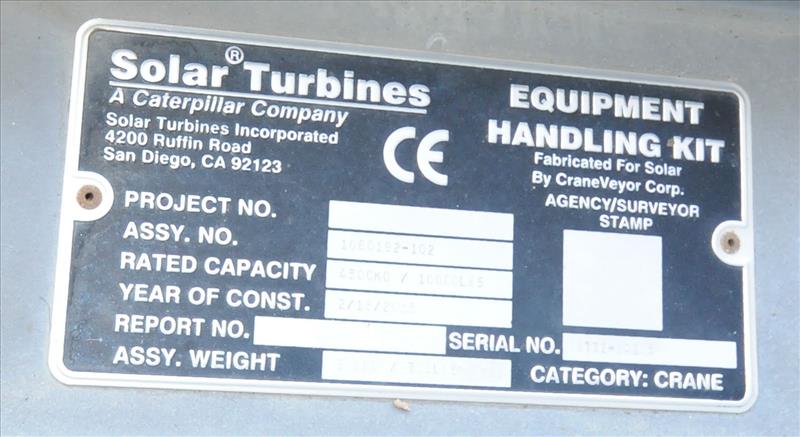 Solar® Turbines
A Caterpillar Company
Solar Turbines Incorporated
4200 Ruffin Road
San Diego, CA 92123
CE
EQUIPMENT
HANDLING KIT
Fabricated For Solar
By CraneVeyor Corp.
AGENCY/SURVEYOR
STAMP
PROJECT NO.
ASSY. NO. 1060192-102
RATED CAPACITY
YEAR OF CONST.
REPORT NO.
SERIAL NO.
ASSY. WEIGHT
CATEGORY: CRANE